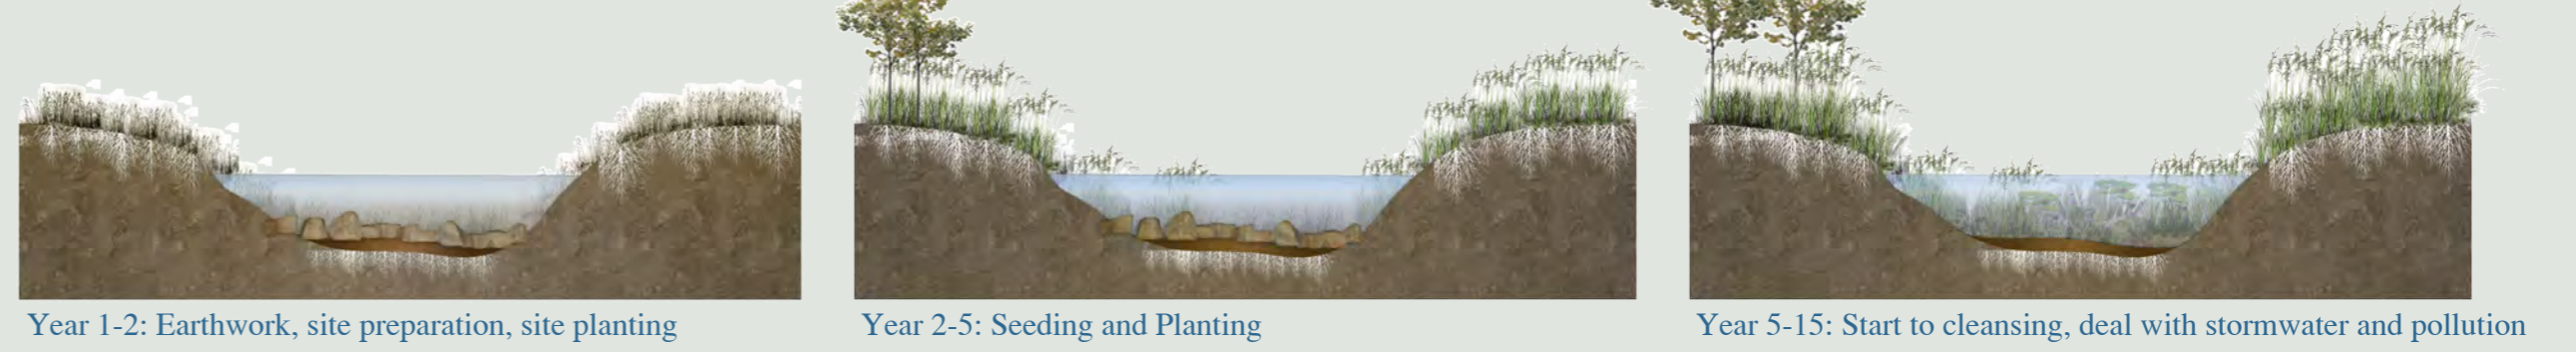 Year 1-2: Earthwork, site preparation, site planting
Year 2-5: Seeding and Planting
Year 5-15: Start to cleansing, deal with stormwater and pollution